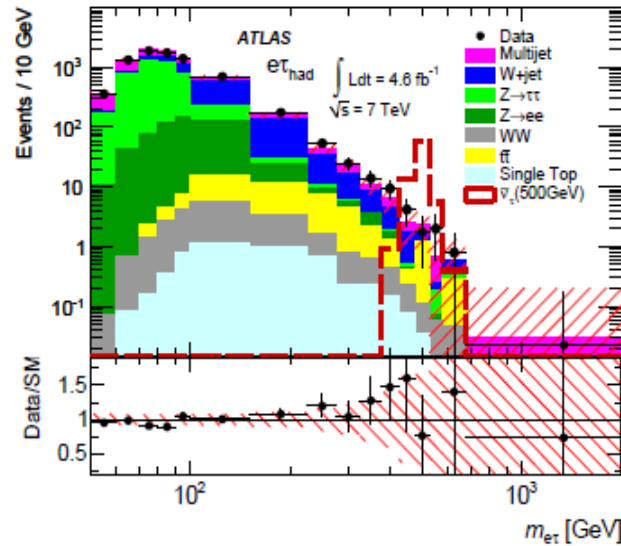 ATLAS
eτhad
∫ Ldt = 4.6 fb⁻¹
√s = 7 TeV
Data
Multijet
W+jet
Z→ττ
Z→ee
WW
tt̄
Single Top
ν̃τ(500GeV)
Events / 10 GeV
10³
10²
10
1
10⁻¹
Data/SM
1.5
1
0.5
10²
10³
meτ [GeV]